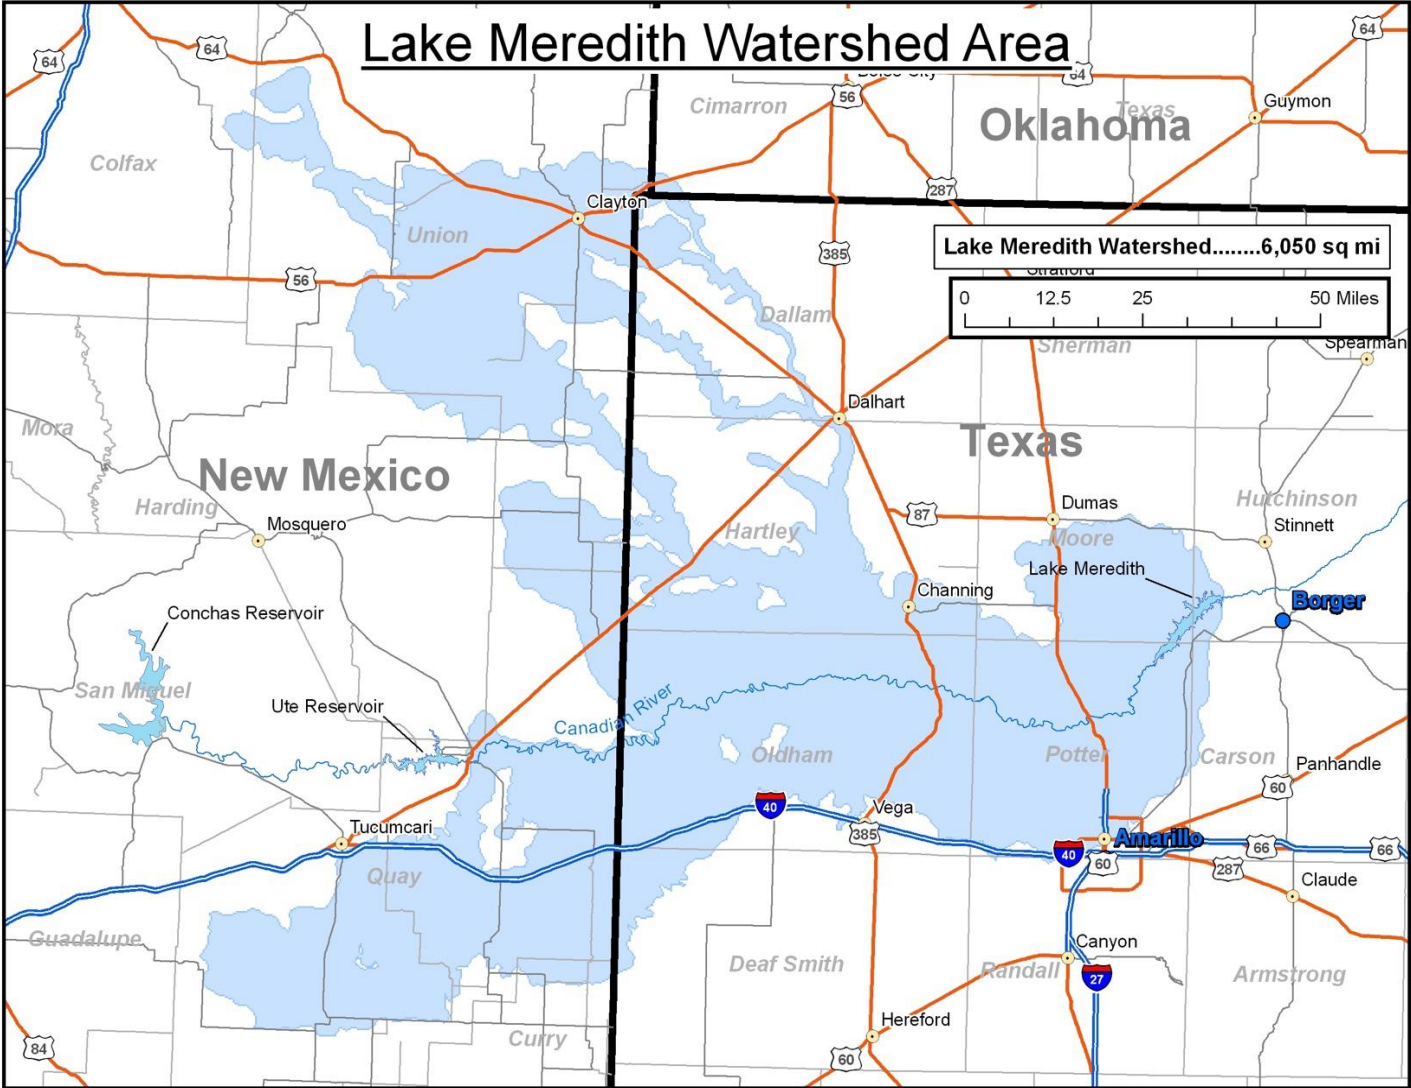 Lake Meredith Watershed Area
64
64
64
64
Boise City
56
Cimarron
Texas
Guymon
Oklahoma
Colfax
287
Clayton
Union
385
Lake Meredith Watershed........6,050 sq mi
Stratford
56
0 12.5 25 50 Miles
Dallam
Sherman
Spearman
Dalhart
Mora
Texas
New Mexico
Harding
Mosquero
Hartley
87
Dumas
Moore
Hutchinson
Stinnett
Lake Meredith
Channing
Borger
Conchas Reservoir
San Miguel
Ute Reservoir
Canadian River
Oldham
Potter
Carson
Panhandle
60
40
Vega
385
Tucumcari
Amarillo
40
60
66
66
287
Quay
Claude
Guadalupe
Canyon
Deaf Smith
Randall
27
Armstrong
Hereford
Curry
84
60